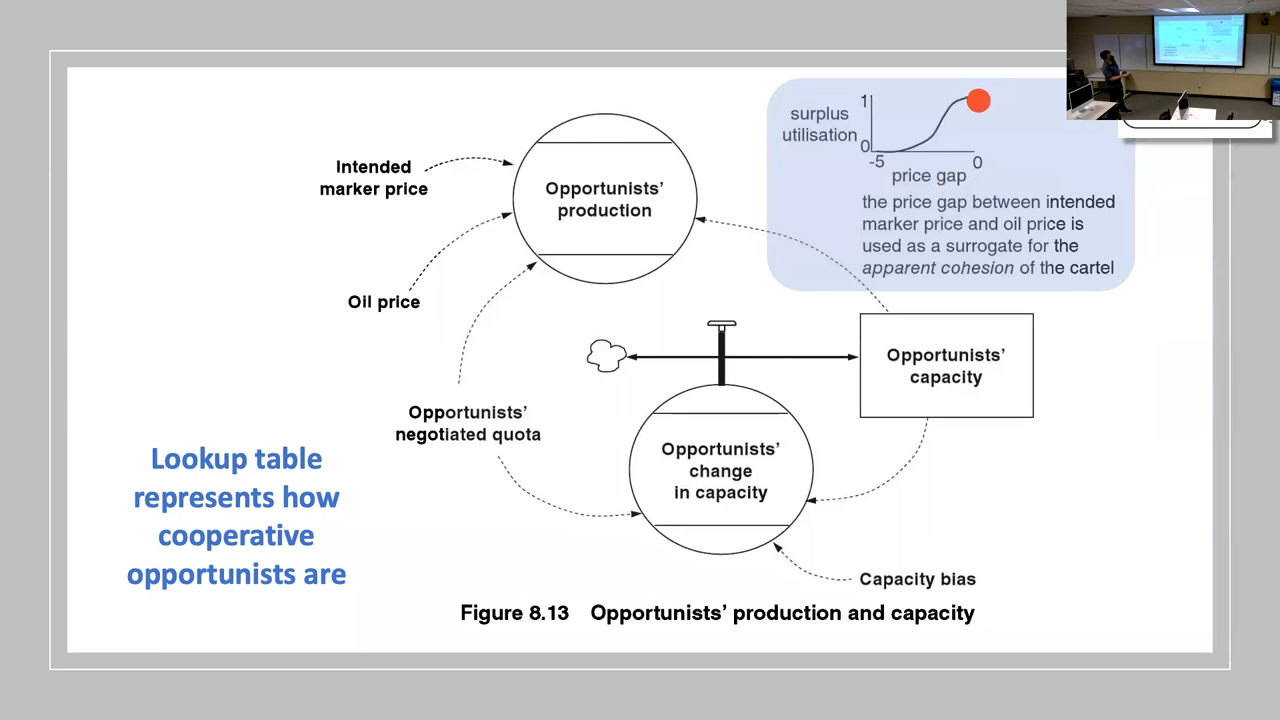 Intended
marker price
Oil price
Opportunists’
production
surplus
utilisation
1
0
-5
0
price gap
the price gap between intended
marker price and oil price is
used as a surrogate for the
apparent cohesion of the cartel
Opportunists’
capacity
Opportunists’
negotiated quota
Opportunists’
change
in capacity
Lookup table
represents how
cooperative
opportunists are
Capacity bias
Figure 8.13 Opportunists’ production and capacity